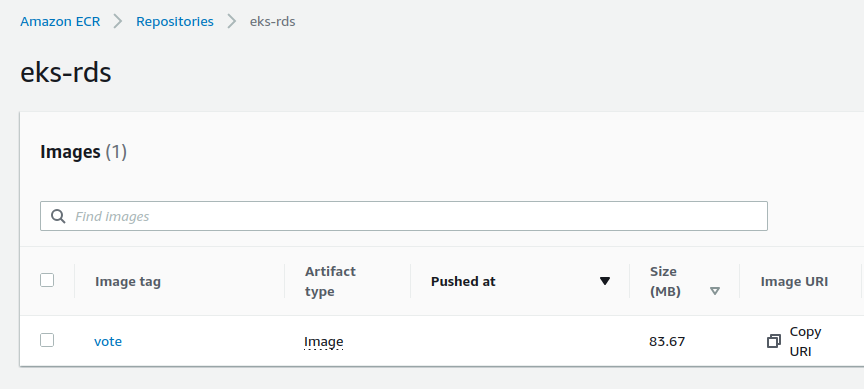 Amazon ECR Repositories eks-rds
eks-rds
Images (1)
Find images
Image tag
Artifact
type
Pushed at
Size
(MB)
Image URI
vote
Image
83.67
Copy
URI